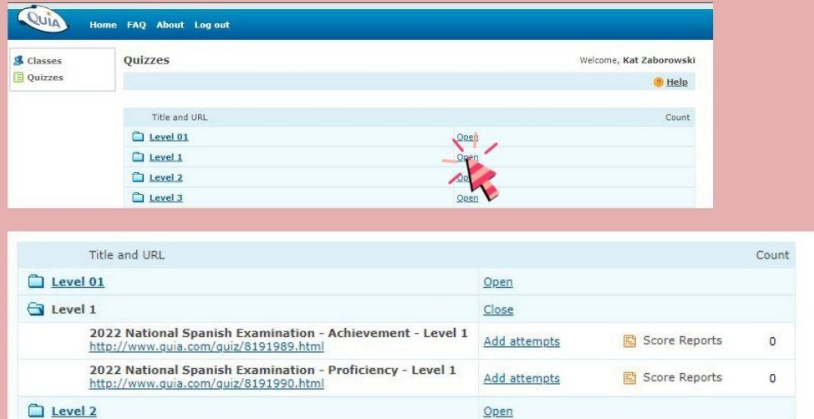 QUIA
Home FAQ About Log out
Classes
Quizzes
Quizzes
Welcome, Kat Zaborowski
Help
Title and URL
Count
Level 01
Open
Level 1
Open
Level 2
Level 3
Open
Title and URL
Count
Level 01
Open
Level 1
Close
2022 National Spanish Examination - Achievement - Level 1
http://www.quia.com/quiz/8191989.html
Add attempts
Score Reports
0
2022 National Spanish Examination - Proficiency - Level 1
http://www.quia.com/quiz/8191990.html
Add attempts
Score Reports
0
Level 2
Open